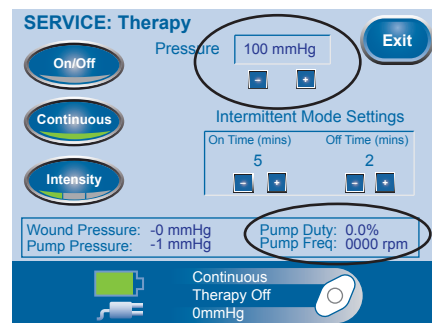 SERVICE: Therapy
Exit
On/Off
Pressure
100 mmHg
- +
Continuous
Intermittent Mode Settings
On Time (mins) Off Time (mins)
5 2
- + - +
Intensity
Wound Pressure: -0 mmHg
Pump Pressure: -1 mmHg
Pump Duty: 0.0%
Pump Freq: 0000 rpm
Continuous
Therapy Off
0mmHg